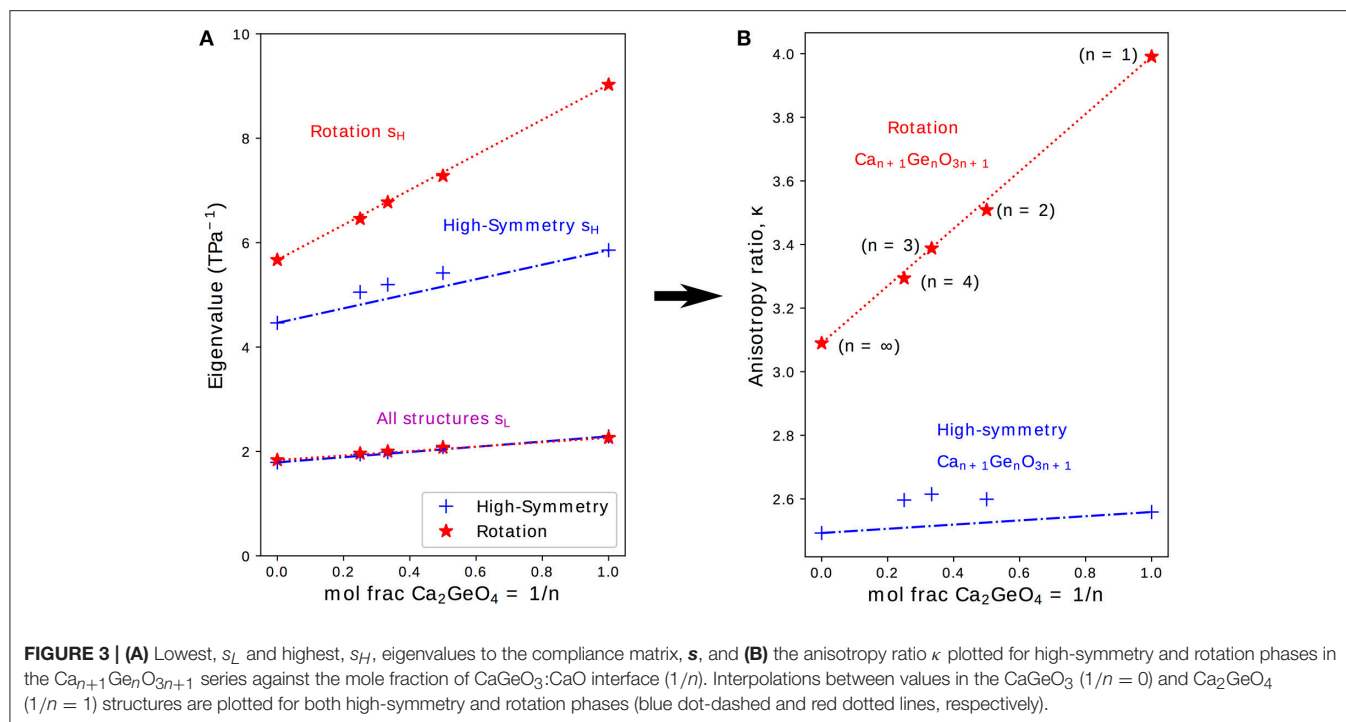 A
10
8
6
4
2
0
Eigenvalue (TPa⁻¹)
Rotation s_H
High-Symmetry s_H
All structures s_L
High-Symmetry
Rotation
0.0 0.2 0.4 0.6 0.8 1.0
mol frac Ca₂GeO₄ = 1/n
B
4.0
3.8
3.6
3.4
3.2
3.0
2.8
2.6
Anisotropy ratio, κ
(n = 1)
Rotation
Caₙ₊₁GeₙO₃ₙ₊₁
(n = 2)
(n = 3)
(n = 4)
(n = ∞)
High-symmetry
Caₙ₊₁GeₙO₃ₙ₊₁
0.0 0.2 0.4 0.6 0.8 1.0
mol frac Ca₂GeO₄ = 1/n
FIGURE 3 | (A) Lowest, s_L and highest, s_H, eigenvalues to the compliance matrix, s, and (B) the anisotropy ratio κ plotted for high-symmetry and rotation phases in
the Caₙ₊₁GeₙO₃ₙ₊₁ series against the mole fraction of CaGeO₃:CaO interface (1/n). Interpolations between values in the CaGeO₃ (1/n = 0) and Ca₂GeO₄
(1/n = 1) structures are plotted for both high-symmetry and rotation phases (blue dot-dashed and red dotted lines, respectively).